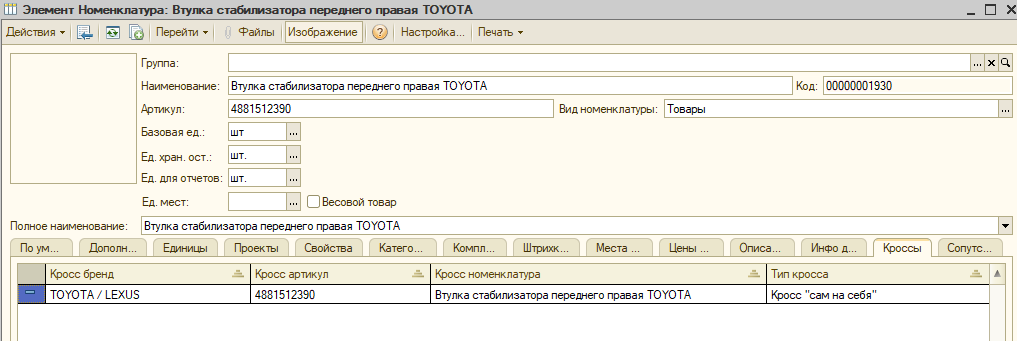 Элемент Номенклатура: Втулка стабилизатора переднего правая TOYOTA
Действия Перейти Файлы Изображение ? Настройка... Печать
Группа: ... x
Наименование: Втулка стабилизатора переднего правая TOYOTA Код: 00000001930
Артикул: 4881512390 Вид номенклатуры: Товары ...
Базовая ед.: шт ...
Ед. хран. ост.: шт. ...
Ед. для отчетов: шт. ...
Ед. мест: ... Весовой товар
Полное наименование: Втулка стабилизатора переднего правая TOYOTA
По ум... Дополн... Единицы Проекты Свойства Катего... Компл... Штрихк... Места ... Цены ... Описа... Инфо д... Кроссы Сопутс...
Кросс бренд Кросс артикул Кросс номенклатура Тип кросса
TOYOTA / LEXUS 4881512390 Втулка стабилизатора переднего правая TOYOTA Кросс "сам на себя"